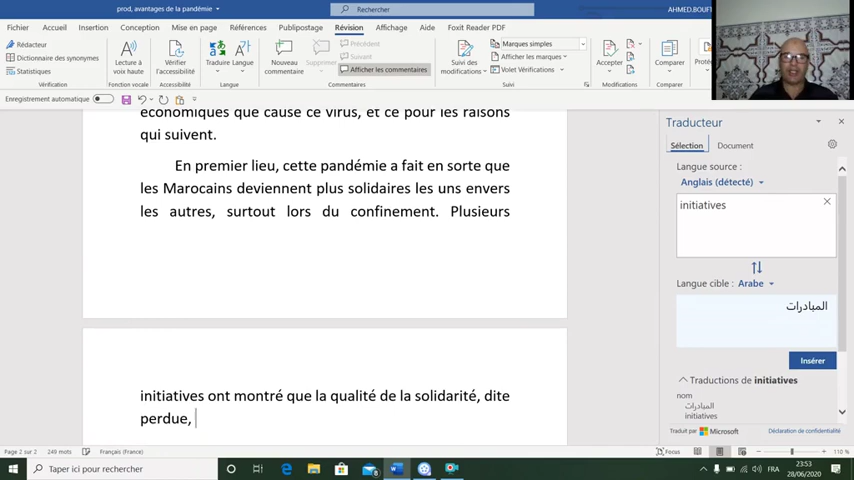 prod, avantages de la pandémie
Rechercher
AHMED.BOUFT
Fichier Accueil Insertion Conception Mise en page Références Publipostage Révision Affichage Aide Foxit Reader PDF
Rédacteur
Dictionnaire des synonymes
Statistiques
Vérification
Lecture à voix haute
Vérifier l'accessibilité
Traduire Langue
Langue
Nouveau commentaire
Supprimer
Précédent
Suivant
Afficher les commentaires
Commentaires
Suivi des modifications
Marques simples
Afficher les marques
Volet Vérifications
Suivi
Accepter
Comparer
Comparer
Enregistrement automatique
économiques que cause ce virus, et ce pour les raisons
qui suivent.
En premier lieu, cette pandémie a fait en sorte que
les Marocains deviennent plus solidaires les uns envers
les autres, surtout lors du confinement. Plusieurs
initiatives ont montré que la qualité de la solidarité, dite
perdue,
Traducteur
Sélection Document
Langue source :
Anglais (détecté)
initiatives
Langue cible : Arabe
المبادرات
Insérer
Traductions de initiatives
nom
المبادرات
initiatives
Traduit par Microsoft Déclaration de confidentialité
Page 2 sur 2 249 mots Français (France) Focus 110 %
Taper ici pour rechercher
FRA
23:53
28/06/2020